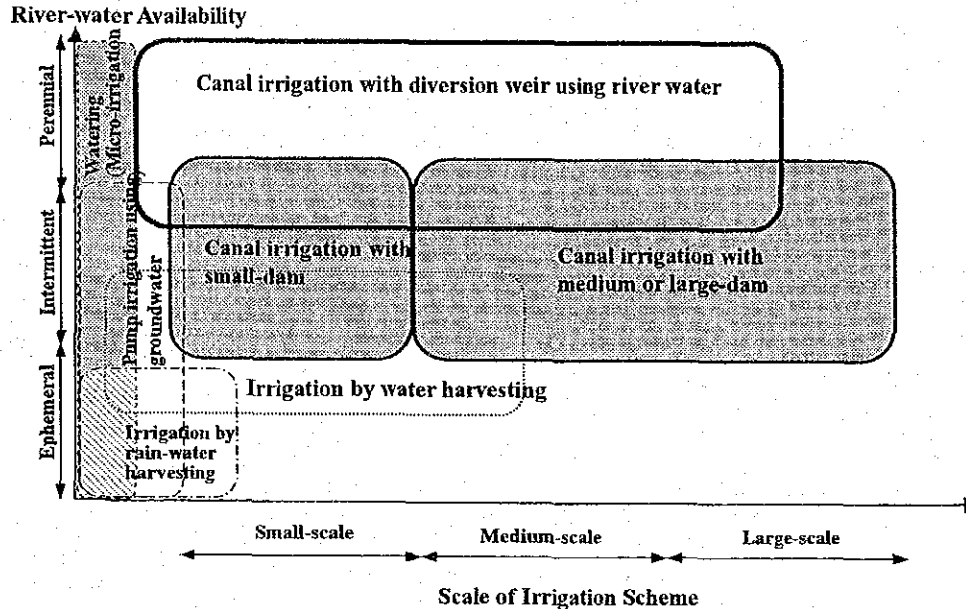 River-water Availability
Perennial
Watering
(Micro-irrigation)
Canal irrigation with diversion weir using river water
Intermittent
Pump irrigation using
groundwater
Canal irrigation with
small-dam
Canal irrigation with
medium or large-dam
Ephemeral
Irrigation by water harvesting
Irrigation by
rain-water
harvesting
Small-scale
Medium-scale
Large-scale
Scale of Irrigation Scheme